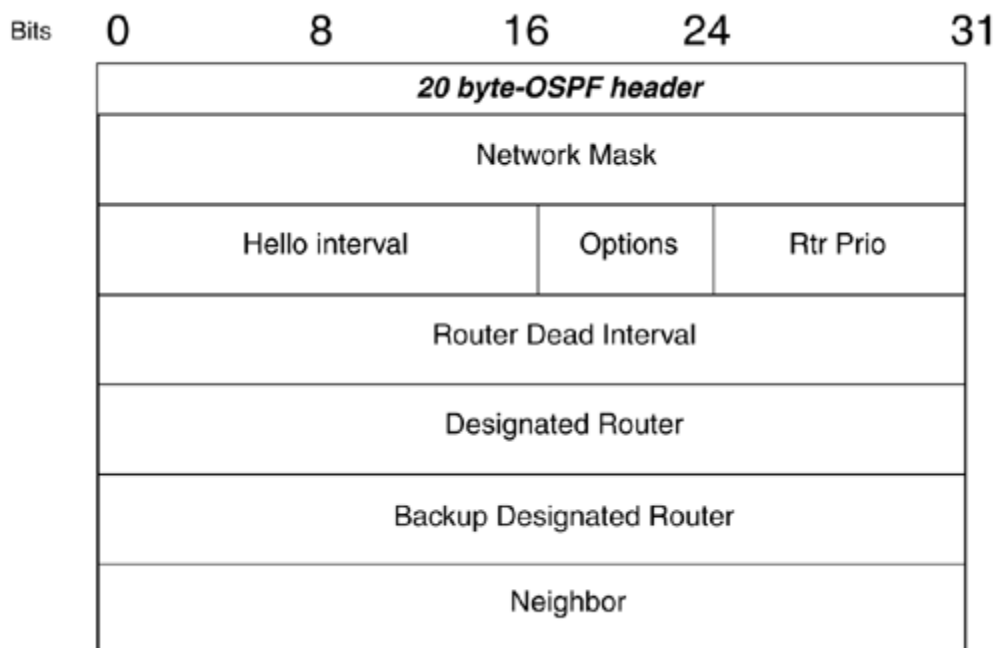 Bits 0 8 16 24 31
20 byte-OSPF header
Network Mask
Hello interval Options Rtr Prio
Router Dead Interval
Designated Router
Backup Designated Router
Neighbor